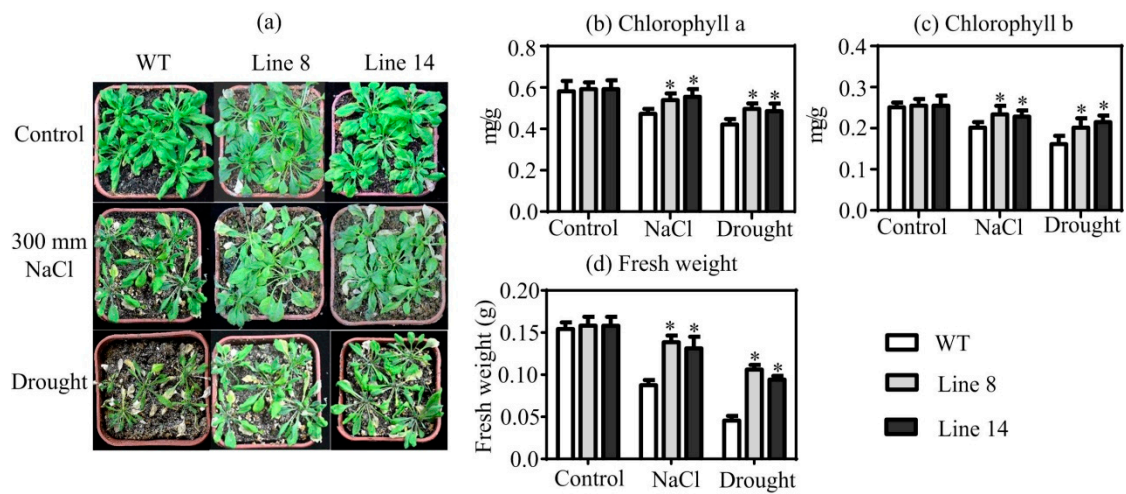 (a)
WT Line 8 Line 14
Control
300 mm
NaCl
Drought
(b) Chlorophyll a
mg/g
0.8
0.6
0.4
0.2
0.0
* *
* *
Control NaCl Drought
(c) Chlorophyll b
mg/g
0.4
0.3
0.2
0.1
0.0
* *
* *
Control NaCl Drought
(d) Fresh weight
Fresh weight (g)
0.20
0.15
0.10
0.05
0.0
* *
* *
Control NaCl Drought
WT
Line 8
Line 14